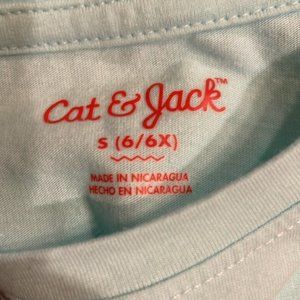 Cat & Jack™
S (6/6X)
MADE IN NICARAGUA
HECHO EN NICARAGUA